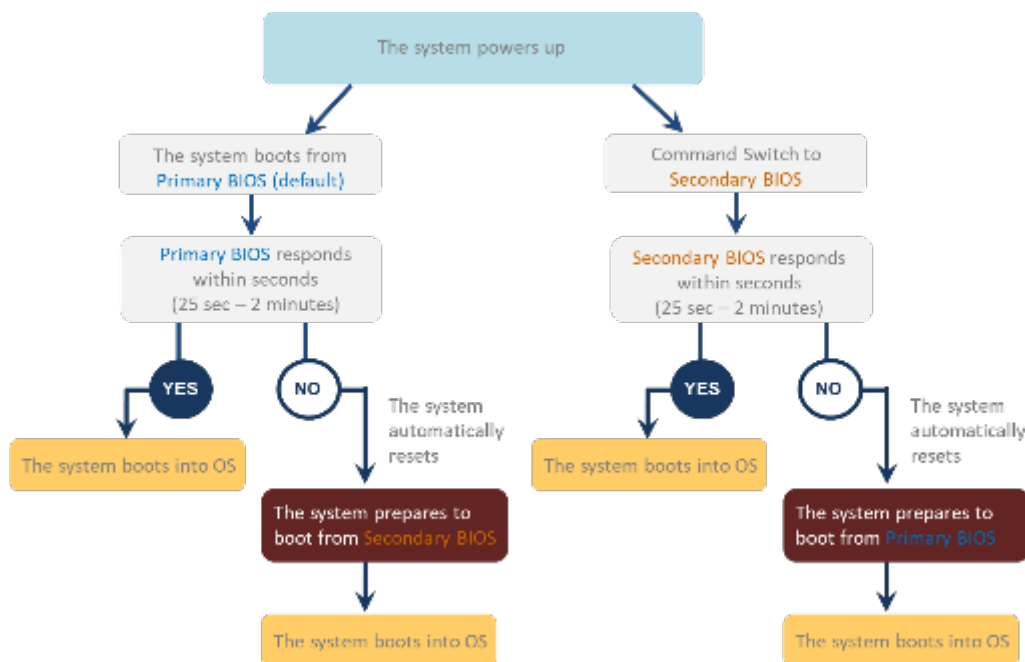 The system powers up
The system boots from
Primary BIOS (default)
Command Switch to
Secondary BIOS
Primary BIOS responds
within seconds
(25 sec – 2 minutes)
Secondary BIOS responds
within seconds
(25 sec – 2 minutes)
YES
NO
YES
NO
The system
automatically
resets
The system
automatically
resets
The system boots into OS
The system boots into OS
The system prepares to
boot from Secondary BIOS
The system prepares to
boot from Primary BIOS
The system boots into OS
The system boots into OS